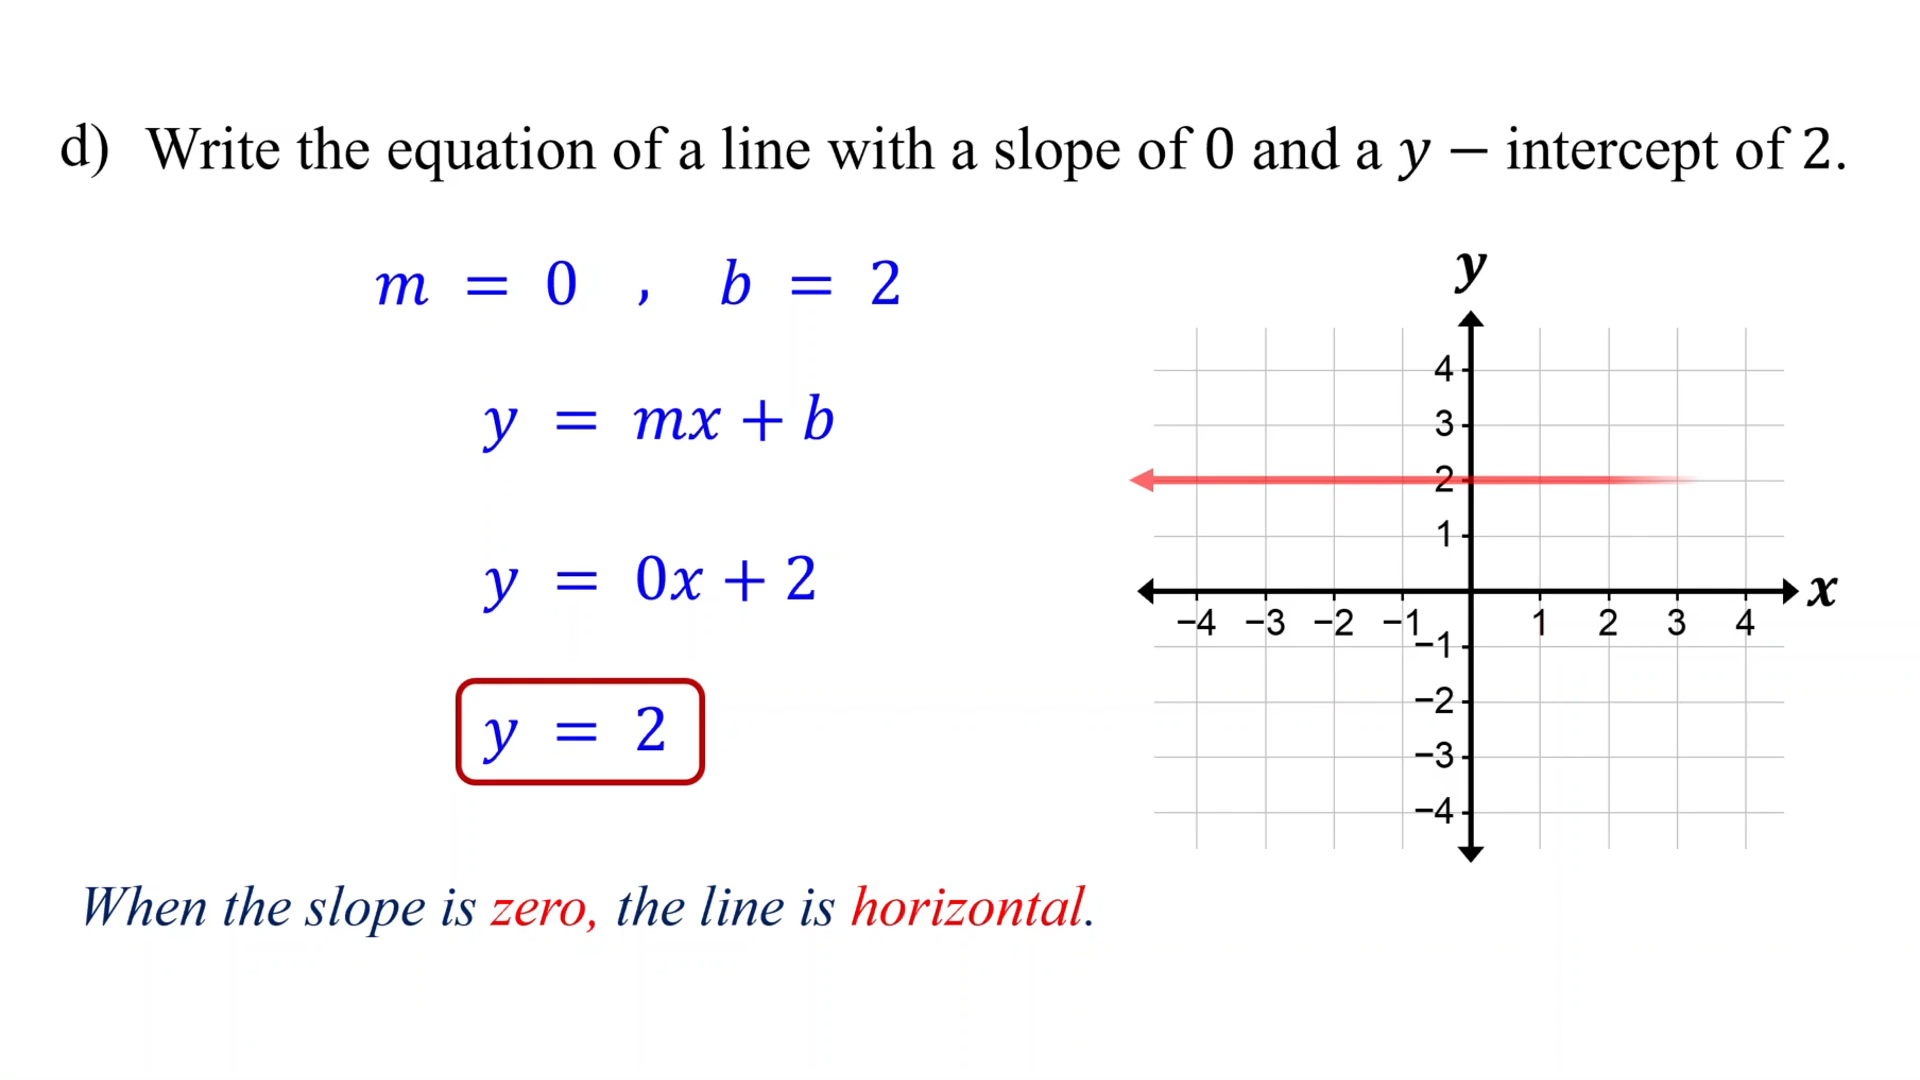 d) Write the equation of a line with a slope of 0 and a y − intercept of 2.
m = 0 , b = 2
y = mx + b
y = 0x + 2
y = 2
When the slope is zero, the line is horizontal.
y
4
3
2
1
x
−4 −3 −2 −1 1 2 3 4
−1
−2
−3
−4